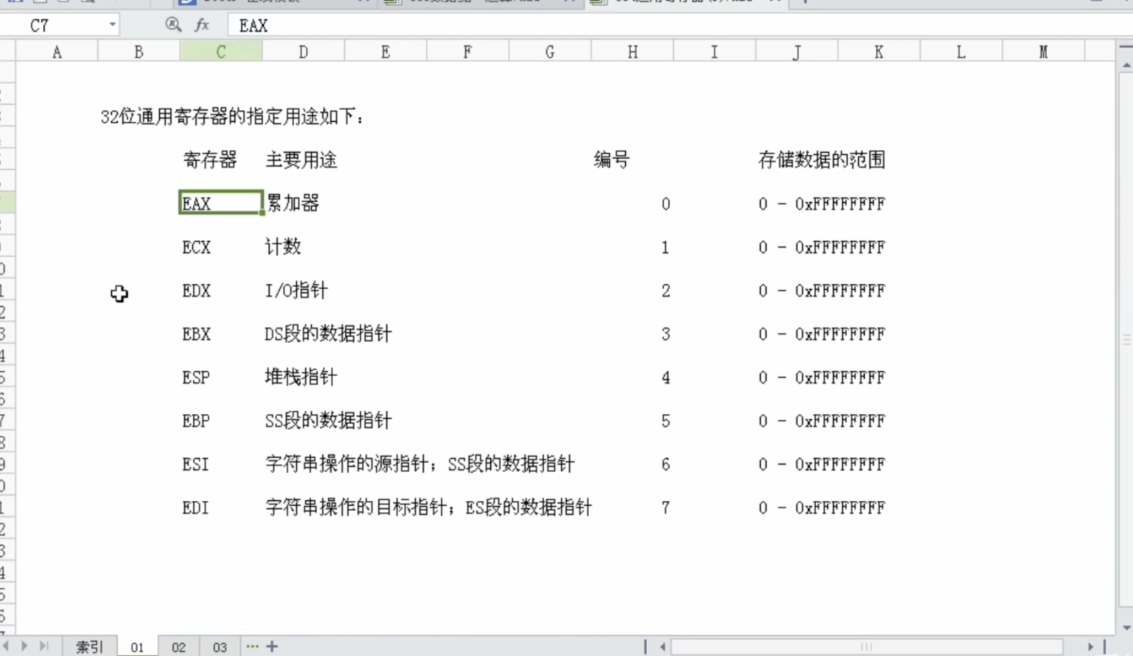 C7 fx EAX
A B C D E F G H I J K L M
32位通用寄存器的指定用途如下:
寄存器 主要用途 编号 存储数据的范围
EAX 累加器 0 0 - 0xFFFFFFFF
ECX 计数 1 0 - 0xFFFFFFFF
EDX I/O指针 2 0 - 0xFFFFFFFF
EBX DS段的数据指针 3 0 - 0xFFFFFFFF
ESP 堆栈指针 4 0 - 0xFFFFFFFF
EBP SS段的数据指针 5 0 - 0xFFFFFFFF
ESI 字符串操作的源指针; SS段的数据指针 6 0 - 0xFFFFFFFF
EDI 字符串操作的目标指针; ES段的数据指针 7 0 - 0xFFFFFFFF
索引 01 02 03 ··· +